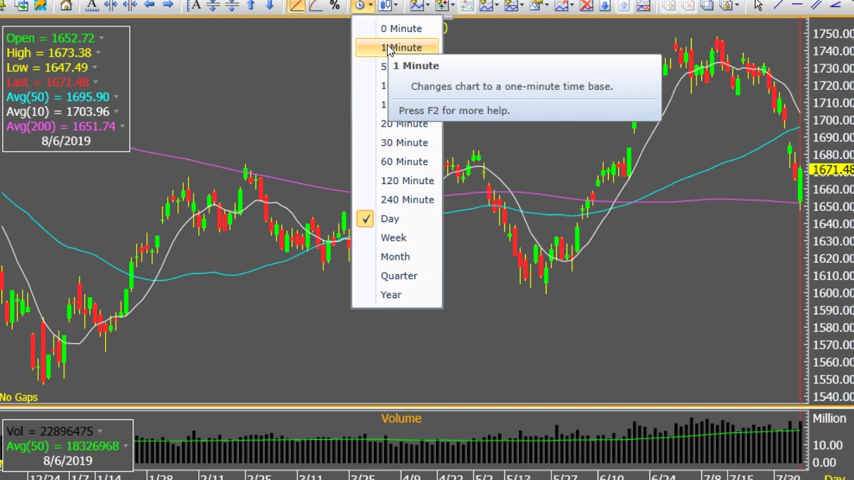 Open = 1652.72
High = 1673.38
Low = 1647.49
Last = 1671.48
Avg(50) = 1695.90
Avg(10) = 1703.96
Avg(200) = 1651.74
8/6/2019
0 Minute
1 Minute
5
1 Minute
Changes chart to a one-minute time base.
Press F2 for more help.
1
1
20 Minute
30 Minute
60 Minute
120 Minute
240 Minute
Day
Week
Month
Quarter
Year
1750.00
1740.00
1730.00
1720.00
1710.00
1700.00
1690.00
1680.00
1671.48
1660.00
1650.00
1640.00
1630.00
1620.00
1610.00
1600.00
1590.00
1580.00
1570.00
1560.00
1550.00
1540.00
No Gaps
Volume
Vol = 22896475
Avg(50) = 18326968
8/6/2019
Million
10.00
0.00
12/24 1/7 1/14 1/28 2/11 2/25 3/11 3/25 4/9 4/22 5/2 5/13 5/27 6/10 6/24 7/8 7/15 7/30 Day